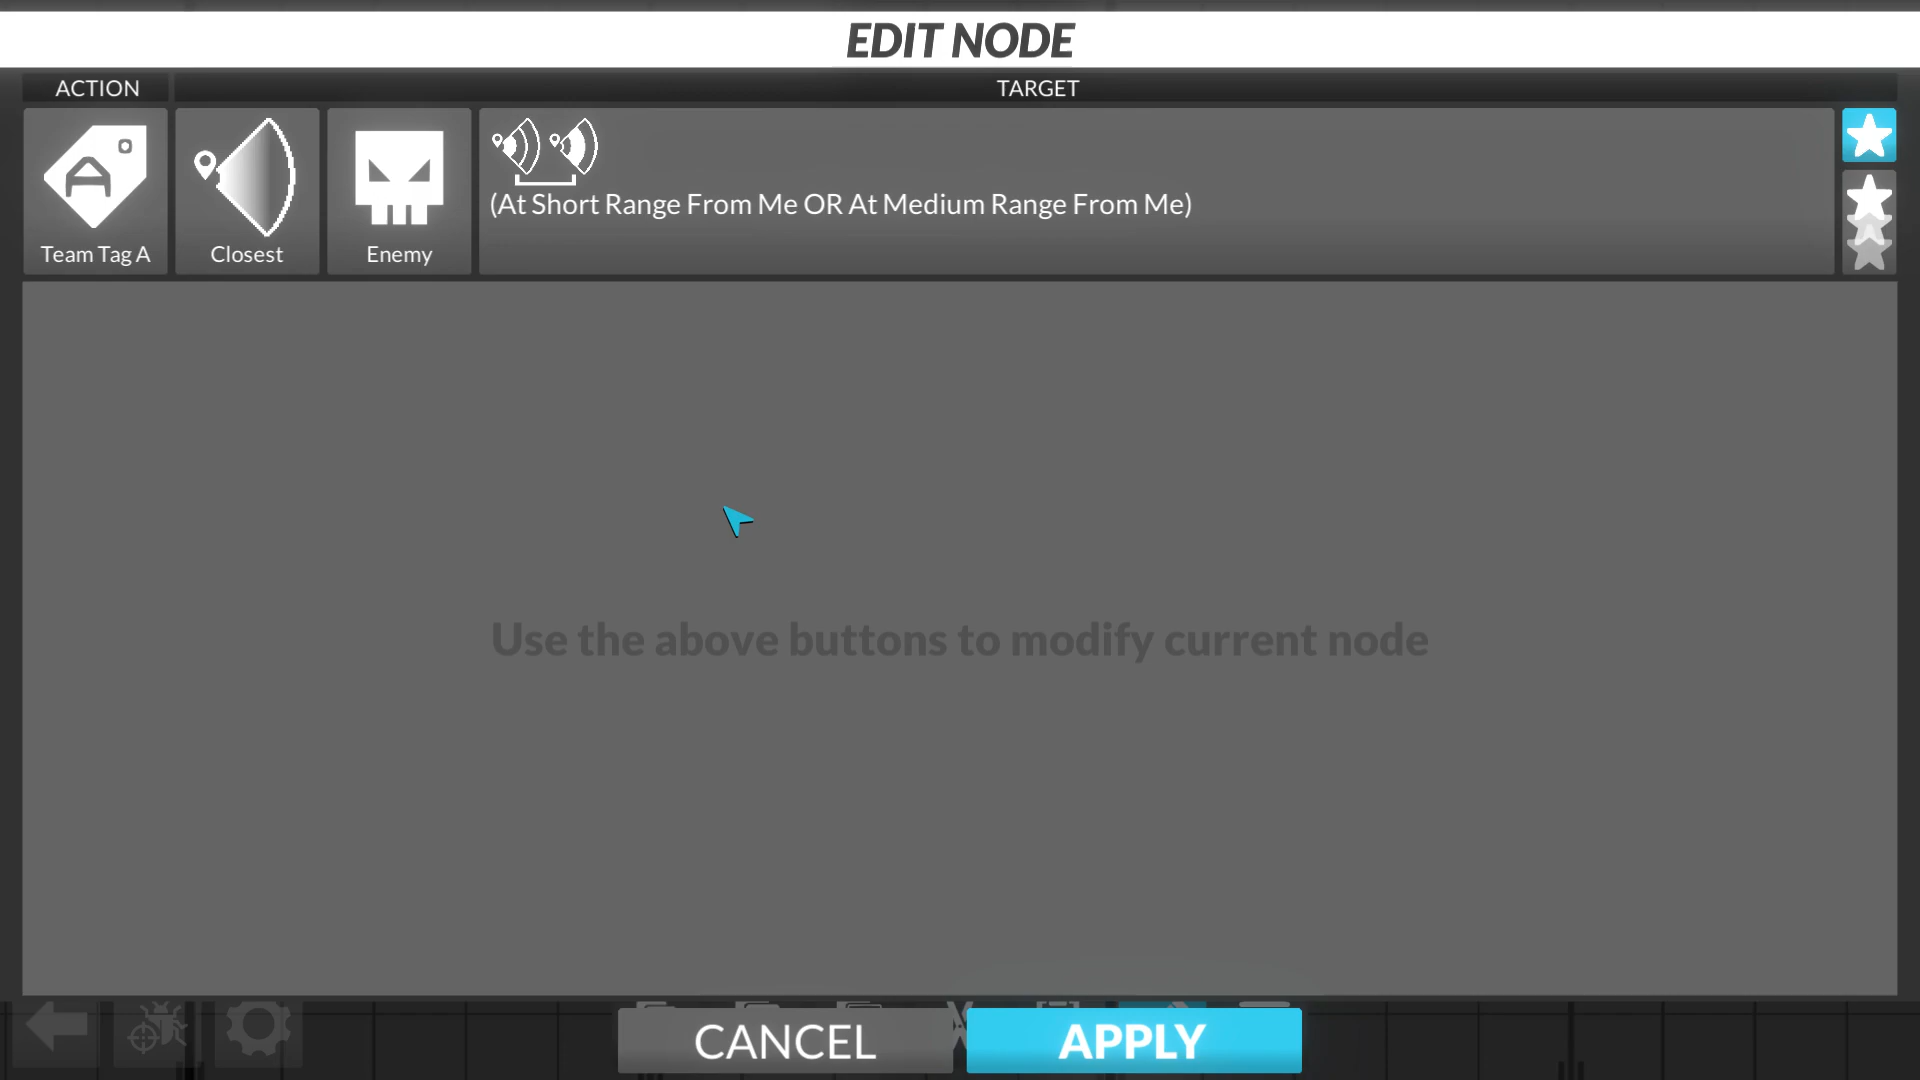 EDIT NODE
ACTION
TARGET
A
Team Tag A
Closest
Enemy
(At Short Range From Me OR At Medium Range From Me)
Use the above buttons to modify current node
CANCEL
APPLY